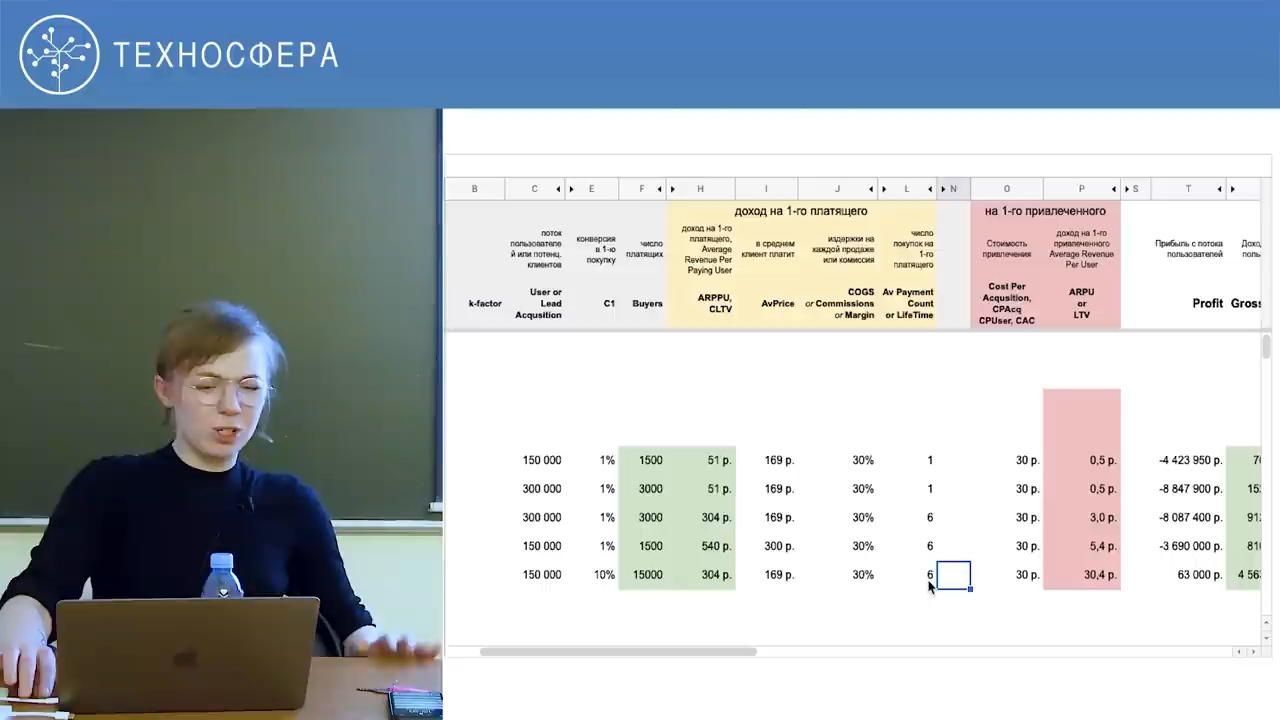 ТЕХНОСФЕРА
B C E F H I J L N O P S T
доход на 1-го платящего
на 1-го привлеченного
поток
пользователе
й или потенц.
клиентов
конверсия
в 1-ю
покупку
число
платящих
доход на 1-го
платящего,
Average
Revenue Per
Paying User
в среднем
клиент платит
издержки на
каждой продаже
или комиссия
число
покупок на
1-го
платящего
Стоимость
привлечения
доход на 1-го
привлеченного
Average Revenue
Per User
Прибыль с потока
пользователей
k-factor
User or
Lead
Acqusition
C1
Buyers
ARPPU,
CLTV
AvPrice
COGS
or Commissions
or Margin
Av Payment
Count
or LifeTime
Cost Per
Acqusition,
CPAcq
CPUser, CAC
ARPU
or
LTV
Profit
Gross
150 000 1% 1500 51 р. 169 р. 30% 1 30 р. 0,5 р. -4 423 950 р.
300 000 1% 3000 51 р. 169 р. 30% 1 30 р. 0,5 р. -8 847 900 р.
300 000 1% 3000 304 р. 169 р. 30% 6 30 р. 3,0 р. -8 087 400 р.
150 000 1% 1500 540 р. 300 р. 30% 6 30 р. 5,4 р. -3 690 000 р.
150 000 10% 15000 304 р. 169 р. 30% 6 30 р. 30,4 р. 63 000 р.